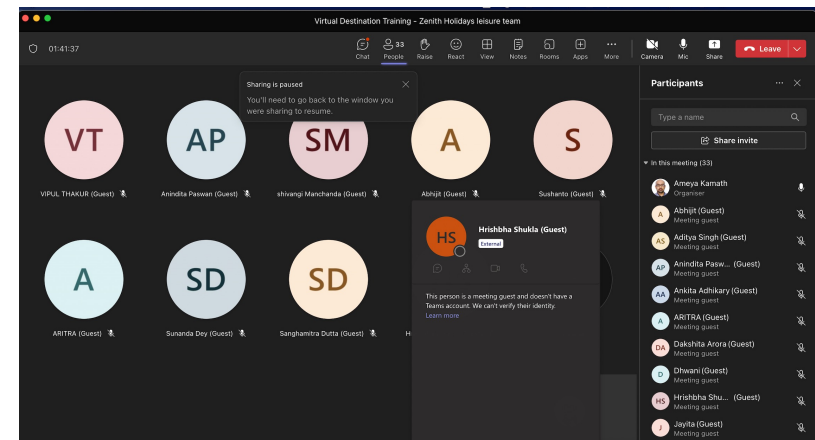 Virtual Destination Training - Zenith Holidays leisure team
01:41:37
Chat
33
People
Raise
React
View
Notes
Rooms
Apps
More
Camera
Mic
Share
Leave
Sharing is paused
You'll need to go back to the window you
were sharing to resume.
VT
AP
SM
A
S
VIPUL THAKUR (Guest)
Anindita Paswan (Guest)
shivangi Manchanda (Guest)
Abhijit (Guest)
Sushanto (Guest)
A
SD
SD
ARITRA (Guest)
Sunanda Dey (Guest)
Sanghamitra Dutta (Guest)
H
HS
Hrishbha Shukla (Guest)
External
This person is a meeting guest and doesn't have a
Teams account. We can't verify their identity.
Learn more
Participants
Type a name
Share invite
In this meeting (33)
Ameya Kamath
Organiser
A
Abhijit (Guest)
Meeting guest
AS
Aditya Singh (Guest)
Meeting guest
AP
Anindita Pasw... (Guest)
Meeting guest
AA
Ankita Adhikary (Guest)
Meeting guest
A
ARITRA (Guest)
Meeting guest
DA
Dakshita Arora (Guest)
Meeting guest
D
Dhwani (Guest)
Meeting guest
HS
Hrishbha Shu... (Guest)
Meeting guest
J
Jayita (Guest)
Meeting guest